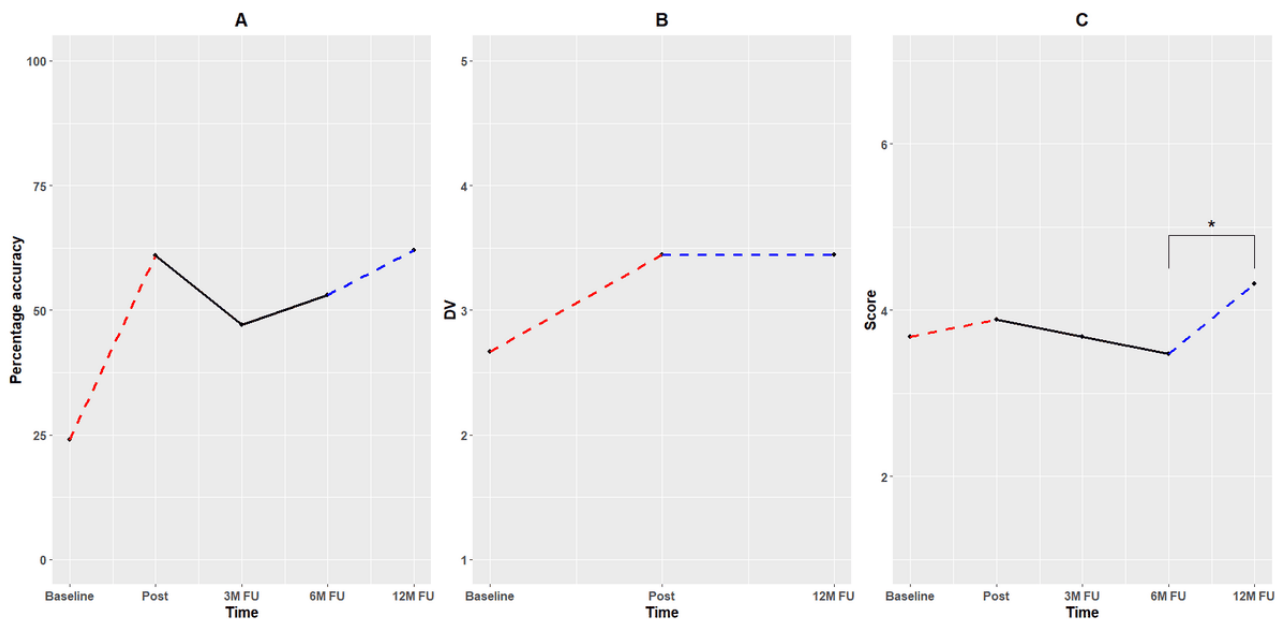 A
B
C
Percentage accuracy
100
75
50
25
0
Baseline
Post
3M FU
6M FU
12M FU
Time
DV
5
4
3
2
1
Baseline
Post
12M FU
Time
Score
6
4
2
*
Baseline
Post
3M FU
6M FU
12M FU
Time